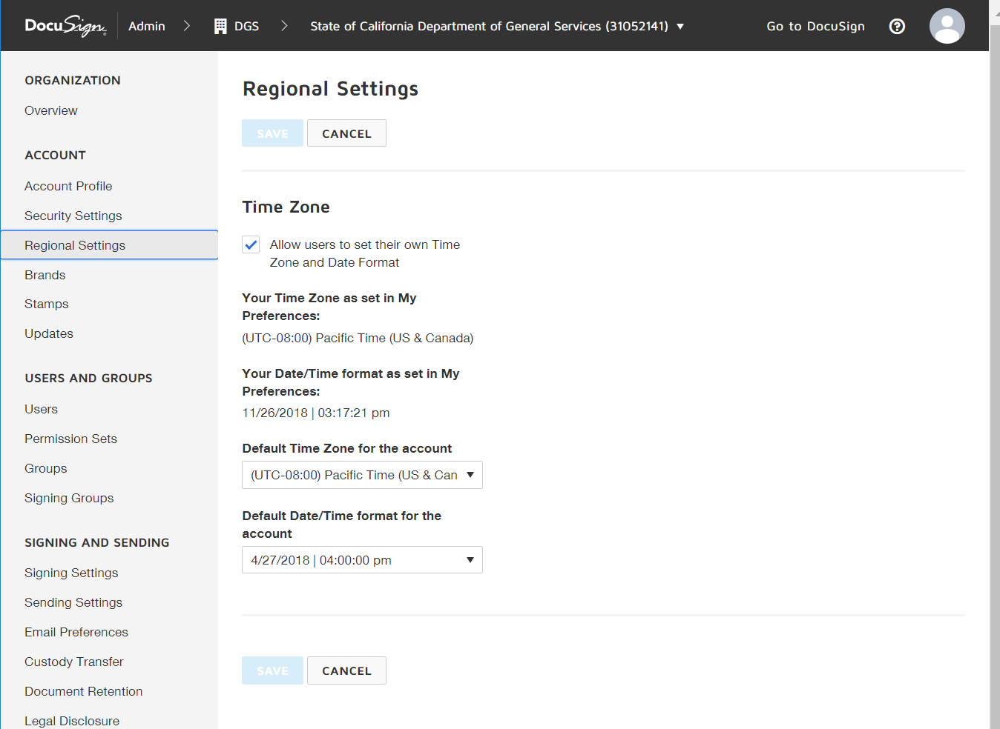 DocuSign Admin DGS State of California Department of General Services (31052141) Go to DocuSign
ORGANIZATION
Overview
ACCOUNT
Account Profile
Security Settings
Regional Settings
Brands
Stamps
Updates
USERS AND GROUPS
Users
Permission Sets
Groups
Signing Groups
SIGNING AND SENDING
Signing Settings
Sending Settings
Email Preferences
Custody Transfer
Document Retention
Legal Disclosure
Regional Settings
SAVE CANCEL
Time Zone
Allow users to set their own Time
Zone and Date Format
Your Time Zone as set in My
Preferences:
(UTC-08:00) Pacific Time (US & Canada)
Your Date/Time format as set in My
Preferences:
11/26/2018 | 03:17:21 pm
Default Time Zone for the account
(UTC-08:00) Pacific Time (US & Can
Default Date/Time format for the
account
4/27/2018 | 04:00:00 pm
SAVE CANCEL